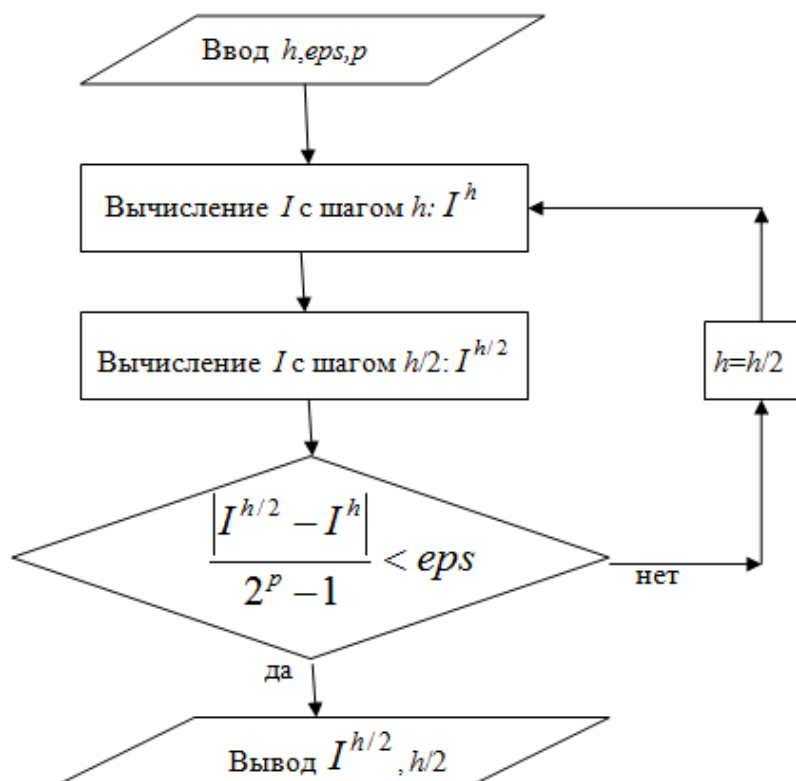 Ввод h,eps,p
Вычисление I с шагом h: I^h
Вычисление I с шагом h/2: I^{h/2}
h=h/2
|I^{h/2} − I^h|
2^p − 1
< eps
нет
да
Вывод I^{h/2}, h/2